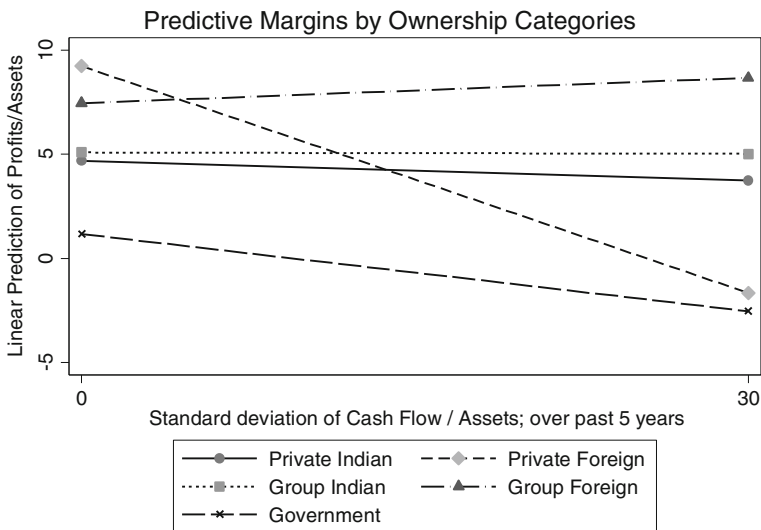 Predictive Margins by Ownership Categories
Linear Prediction of Profits/Assets
10
5
0
-5
0
30
Standard deviation of Cash Flow / Assets; over past 5 years
Private Indian
Private Foreign
Group Indian
Group Foreign
Government